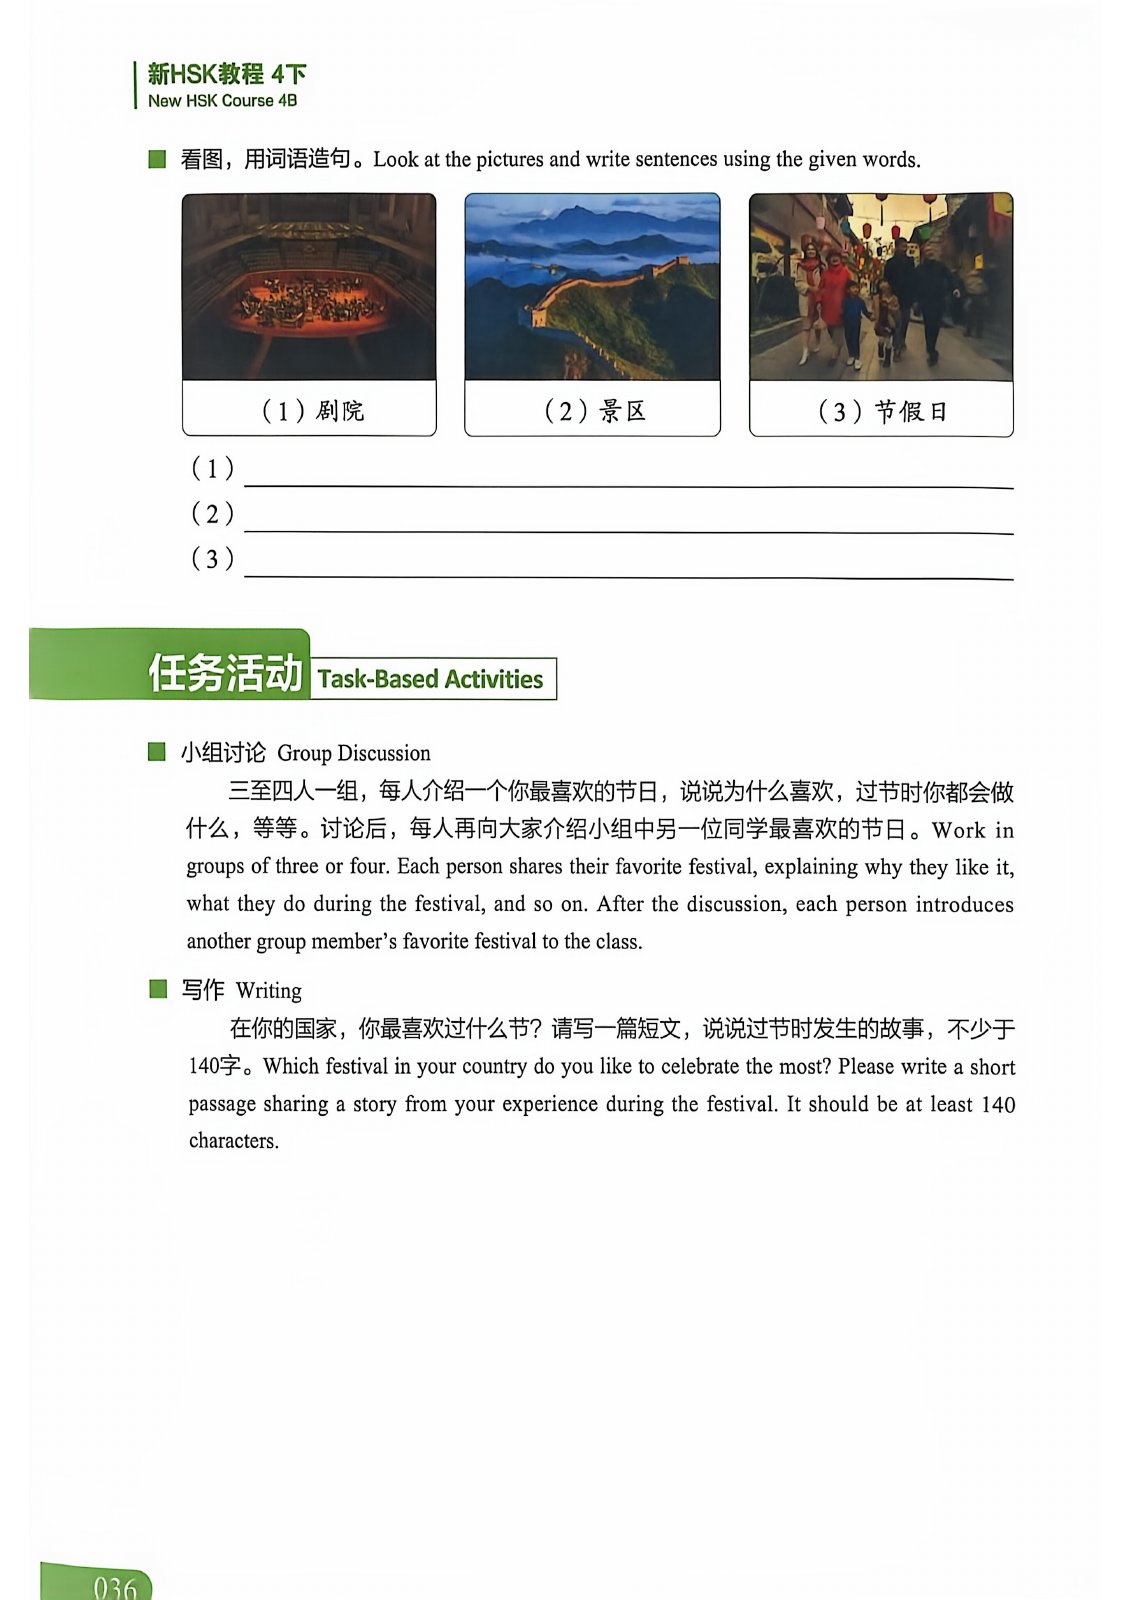 新HSK教程 4下
New HSK Course 4B
看图，用词语造句。Look at the pictures and write sentences using the given words.
（1）剧院
（2）景区
（3）节假日
（1）
（2）
（3）
任务活动 Task-Based Activities
小组讨论 Group Discussion
三至四人一组，每人介绍一个你最喜欢的节日，说说为什么喜欢，过节时你都会做
什么，等等。讨论后，每人再向大家介绍小组中另一位同学最喜欢的节日。Work in
groups of three or four. Each person shares their favorite festival, explaining why they like it,
what they do during the festival, and so on. After the discussion, each person introduces
another group member’s favorite festival to the class.
写作 Writing
在你的国家，你最喜欢过什么节？请写一篇短文，说说过节时发生的故事，不少于
140字。Which festival in your country do you like to celebrate the most? Please write a short
passage sharing a story from your experience during the festival. It should be at least 140
characters.
036